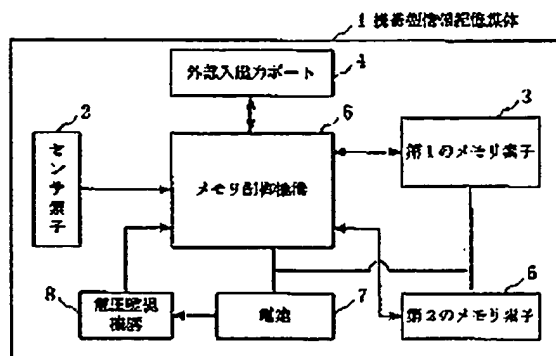 1 携帯型情報記憶媒体
外部入出力ポート
4
2
センサ素子
6
メモリ制御機構
3
第1のメモリ素子
8
電圧監視機器
電池
7
第2のメモリ素子
5